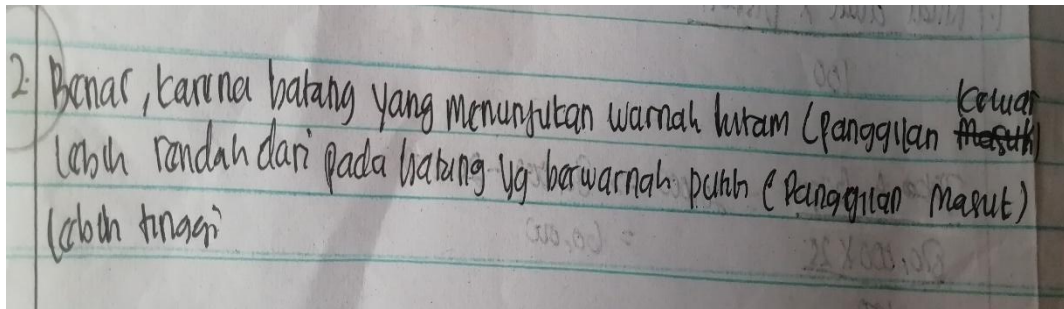 2. Benar, karena batang yang menunjukan warnah hitam (panggilan Keluar
lebih rendah dari pada batang yg berwarnah putih (panggilan masuk)
lebih tinggi